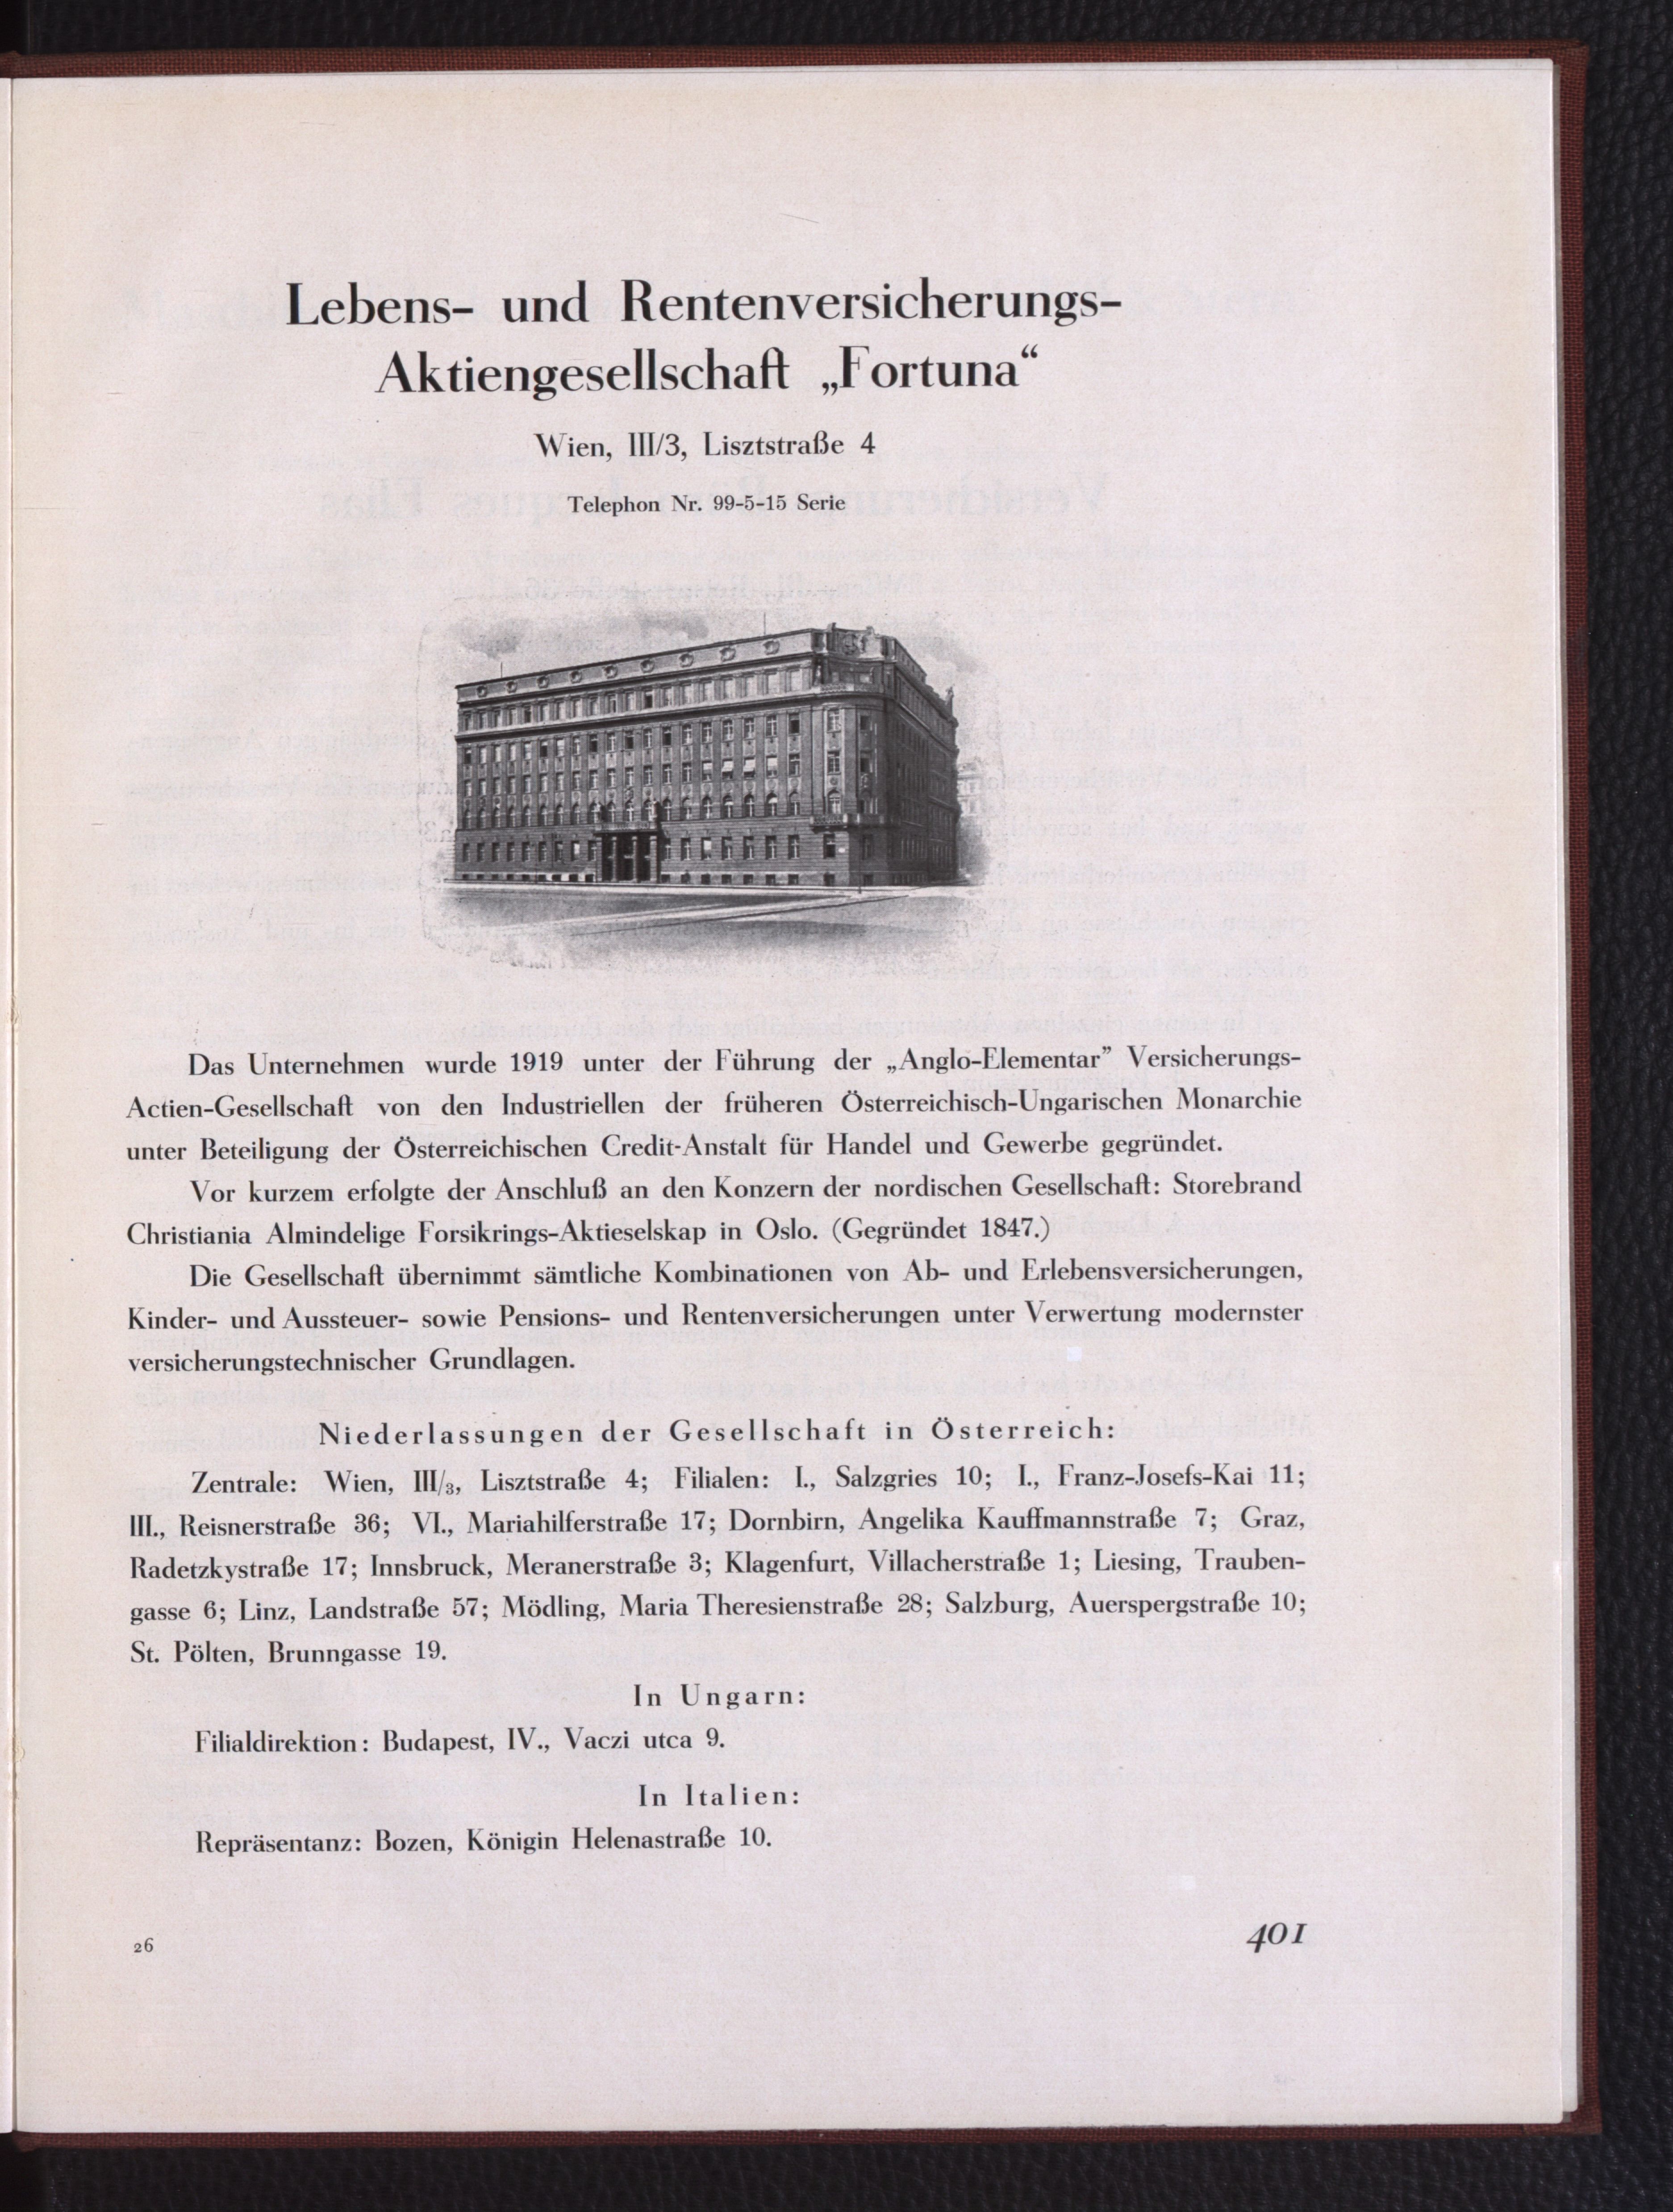 Lebens- und Rentenversicherungs-
Aktiengesellschaft „Fortuna“
Wien, III/3, Lisztstraße 4
Telephon Nr. 99-5-15 Serie
Das Unternehmen wurde 1919 unter der Führung der „Anglo-Elementar” Versicherungs-
Actien-Gesellschaft von den Industriellen der früheren Österreichisch-Ungarischen Monarchie
unter Beteiligung der Österreichischen Credit-Anstalt für Handel und Gewerbe gegründet.
Vor kurzem erfolgte der Anschluß an den Konzern der nordischen Gesellschaft: Storebrand
Christiania Almindelige Forsikrings-Aktieselskap in Oslo. (Gegründet 1847.)
Die Gesellschaft übernimmt sämtliche Kombinationen von Ab- und Erlebensversicherungen,
Kinder- und Aussteuer- sowie Pensions- und Rentenversicherungen unter Verwertung modernster
versicherungstechnischer Grundlagen.
Niederlassungen der Gesellschaft in Österreich:
Zentrale: Wien, III/3, Lisztstraße 4; Filialen: I., Salzgries 10; I., Franz-Josefs-Kai 11;
III., Reisnerstraße 36; VI., Mariahilferstraße 17; Dornbirn, Angelika Kauffmannstraße 7; Graz,
Radetzkystraße 17; Innsbruck, Meranerstraße 3; Klagenfurt, Villacherstraße 1; Liesing, Trauben-
gasse 6; Linz, Landstraße 57; Mödling, Maria Theresienstraße 28; Salzburg, Auerspergstraße 10;
St. Pölten, Brunngasse 19.
In Ungarn:
Filialdirektion: Budapest, IV., Vaczi utca 9.
In Italien:
Repräsentanz: Bozen, Königin Helenastraße 10.
26
401